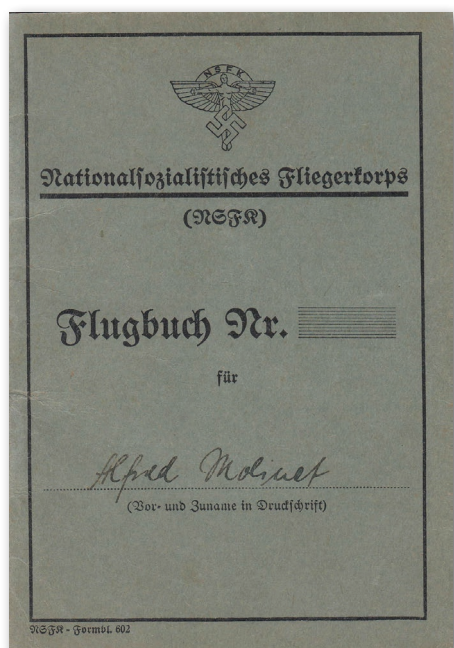 NSFK
Nationalsozialistisches Fliegerkorps
(NSFK)
Flugbuch Nr.
für
Alfred Molinet
(Vor- und Zuname in Druckschrift)
NSFK - Formbl. 602